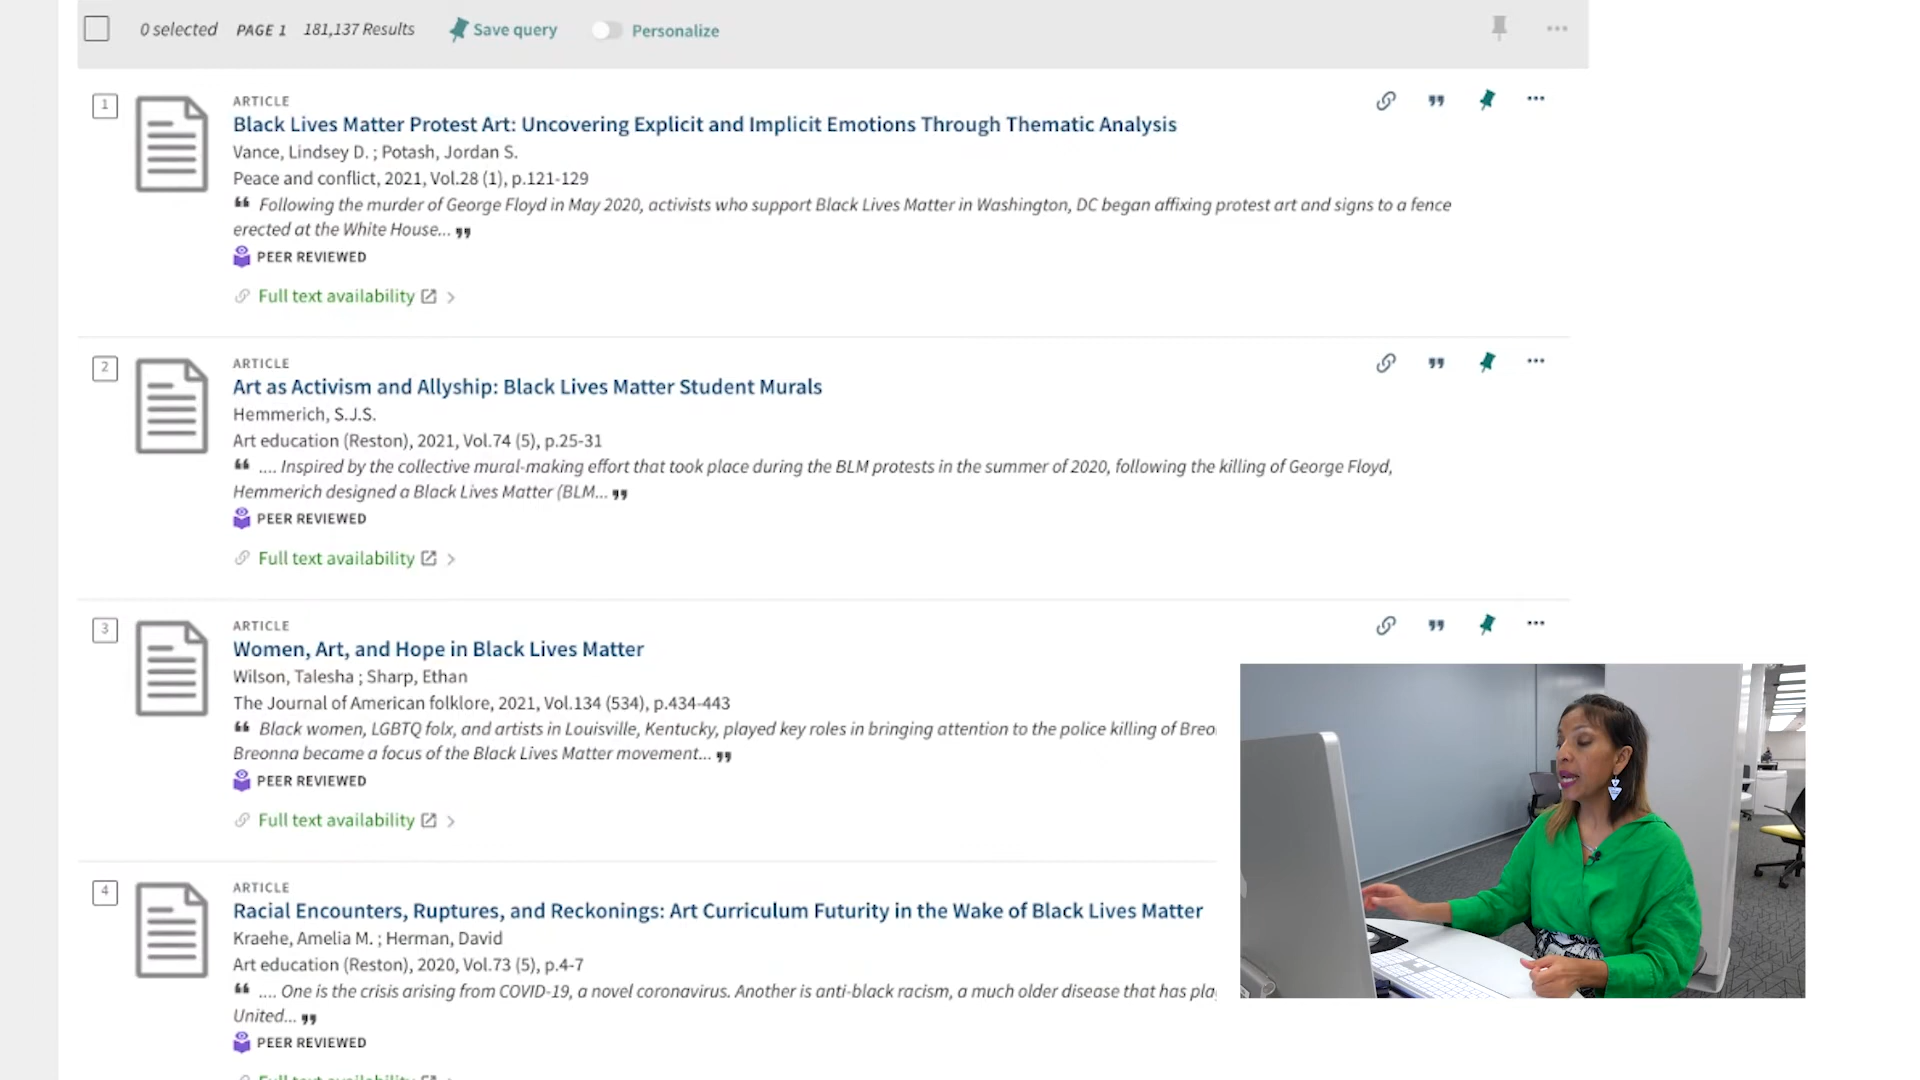 0 selected PAGE 1 181,137 Results Save query Personalize
1
ARTICLE
Black Lives Matter Protest Art: Uncovering Explicit and Implicit Emotions Through Thematic Analysis
Vance, Lindsey D. ; Potash, Jordan S.
Peace and conflict, 2021, Vol.28 (1), p.121-129
❝ Following the murder of George Floyd in May 2020, activists who support Black Lives Matter in Washington, DC began affixing protest art and signs to a fence
erected at the White House... ❞
PEER REVIEWED
Full text availability
2
ARTICLE
Art as Activism and Allyship: Black Lives Matter Student Murals
Hemmerich, S.J.S.
Art education (Reston), 2021, Vol.74 (5), p.25-31
❝ .... Inspired by the collective mural-making effort that took place during the BLM protests in the summer of 2020, following the killing of George Floyd,
Hemmerich designed a Black Lives Matter (BLM... ❞
PEER REVIEWED
Full text availability
3
ARTICLE
Women, Art, and Hope in Black Lives Matter
Wilson, Talesha ; Sharp, Ethan
The Journal of American folklore, 2021, Vol.134 (534), p.434-443
❝ Black women, LGBTQ folx, and artists in Louisville, Kentucky, played key roles in bringing attention to the police killing of Breo
Breonna became a focus of the Black Lives Matter movement... ❞
PEER REVIEWED
Full text availability
4
ARTICLE
Racial Encounters, Ruptures, and Reckonings: Art Curriculum Futurity in the Wake of Black Lives Matter
Kraehe, Amelia M. ; Herman, David
Art education (Reston), 2020, Vol.73 (5), p.4-7
❝ .... One is the crisis arising from COVID-19, a novel coronavirus. Another is anti-black racism, a much older disease that has pla
United... ❞
PEER REVIEWED
Full text availability